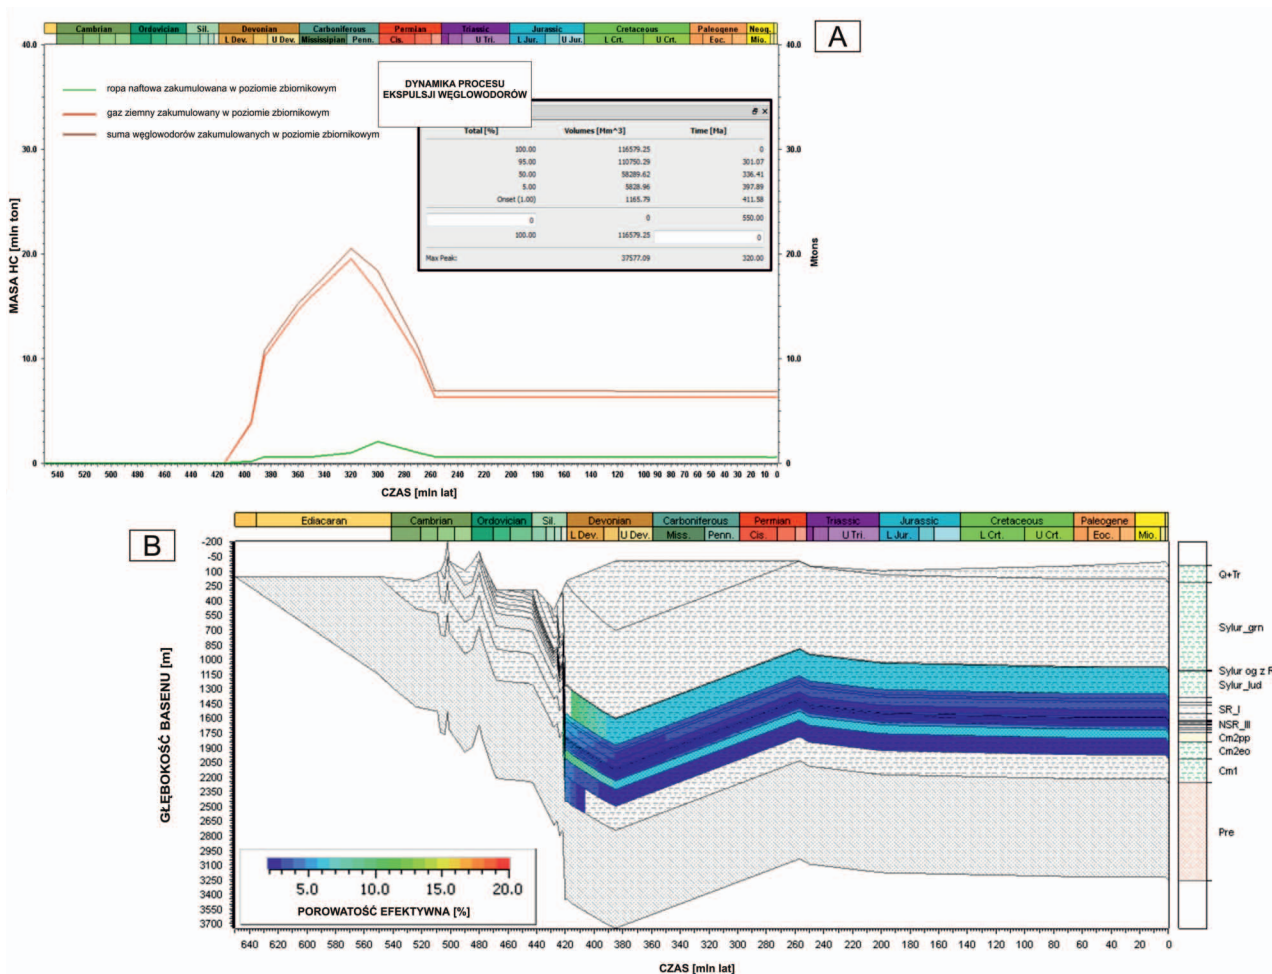 Cambrian Ordovician Sil. Devonian Carboniferous Permian Triassic Jurassic Cretaceous Paleogene Neog.
L Dev. U Dev. Mississipian Penn. Cis. U Tri. L Jur. U Jur. L Crt. U Crt. Eoc. Mio.
A
40.0 40.0
30.0 30.0
20.0 20.0
10.0 10.0
0 0
MASA HC [mln ton]
Mtons
ropa naftowa zakumulowana w poziomie zbiornikowym
gaz ziemny zakumulowany w poziomie zbiornikowym
suma węglowodorów zakumulowanych w poziomie zbiornikowym
DYNAMIKA PROCESU
EKSPULSJI WĘGLOWODORÓW
Total [%] Volumes [Mm^3] Time [Ma]
100.00 116579.25 0
95.00 110750.29 301.07
50.00 58289.62 336.41
5.00 5828.96 397.89
Onset (1.00) 1165.79 411.58
0 0 550.00
100.00 116579.25 0
Max Peak: 37577.09 320.00
540 520 500 480 460 440 420 400 380 360 340 320 300 280 260 240 220 200 180 160 140 120 100 90 80 70 60 50 40 30 20 10 0
CZAS [mln lat]
B
Ediacaran Cambrian Ordovician Sil. Devonian Carboniferous Permian Triassic Jurassic Cretaceous Paleogene
L Dev. U Dev. Miss. Penn. Cis. U Tri. L Jur. L Crt. U Crt. Eoc. Mio.
GŁĘBOKOŚĆ BASENU [m]
-200
-50
100
250
400
550
700
850
1000
1150
1300
1450
1600
1750
1900
2050
2200
2350
2500
2650
2800
2950
3100
3250
3400
3550
3700
Q+Tr
Sylur_grn
Sylur og z R
Sylur_lud
SR_I
NSR_III
Cm2pp
Cm2eo
Cm1
Pre
5.0 10.0 15.0 20.0
POROWATOŚĆ EFEKTYWNA [%]
640 620 600 580 560 540 520 500 480 460 440 420 400 380 360 340 320 300 280 260 240 220 200 180 160 140 120 100 80 60 40 20 0
CZAS [mln lat]